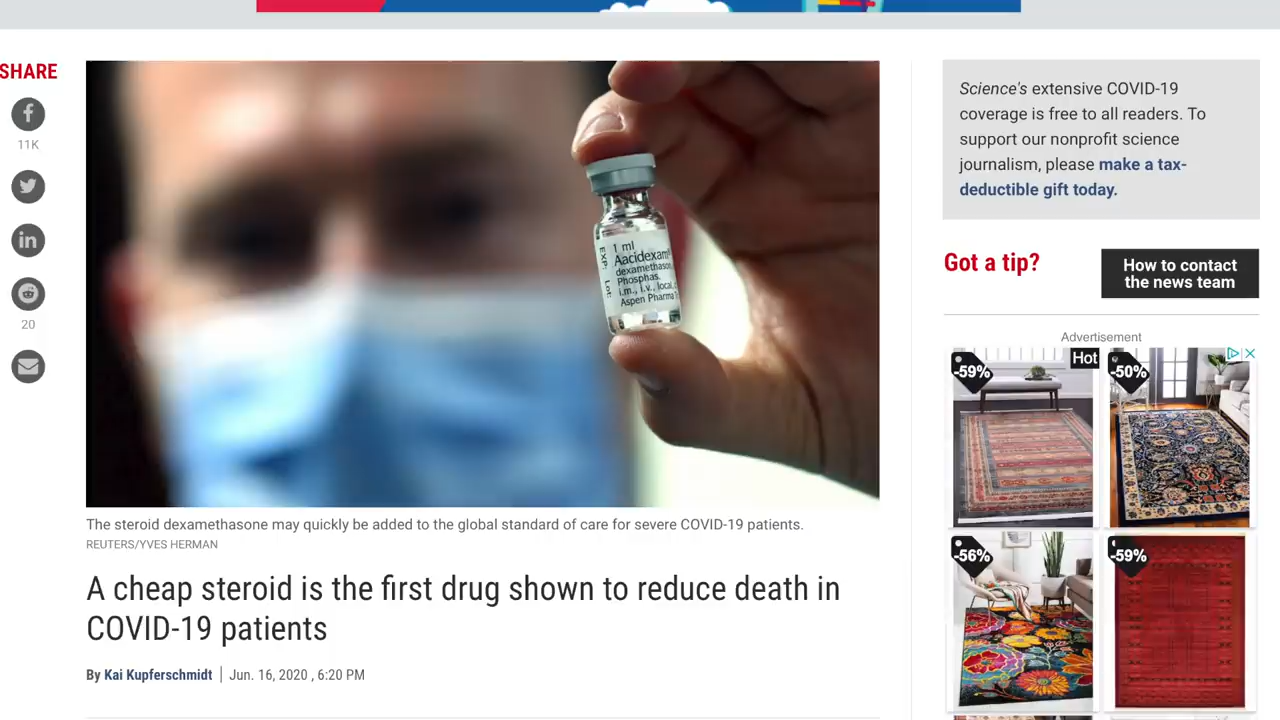 SHARE
11K
20
1 ml
EXP.:
Lot:
dexamethason
Phosphas.
i.m., i.v., local,
Aspen Pharma
The steroid dexamethasone may quickly be added to the global standard of care for severe COVID-19 patients.
REUTERS/YVES HERMAN
A cheap steroid is the first drug shown to reduce death in
COVID-19 patients
By Kai Kupferschmidt | Jun. 16, 2020 , 6:20 PM
Science's extensive COVID-19
coverage is free to all readers. To
support our nonprofit science
journalism, please make a tax-
deductible gift today.
Got a tip?
How to contact
the news team
Advertisement
-59%
Hot
-50%
-56%
-59%